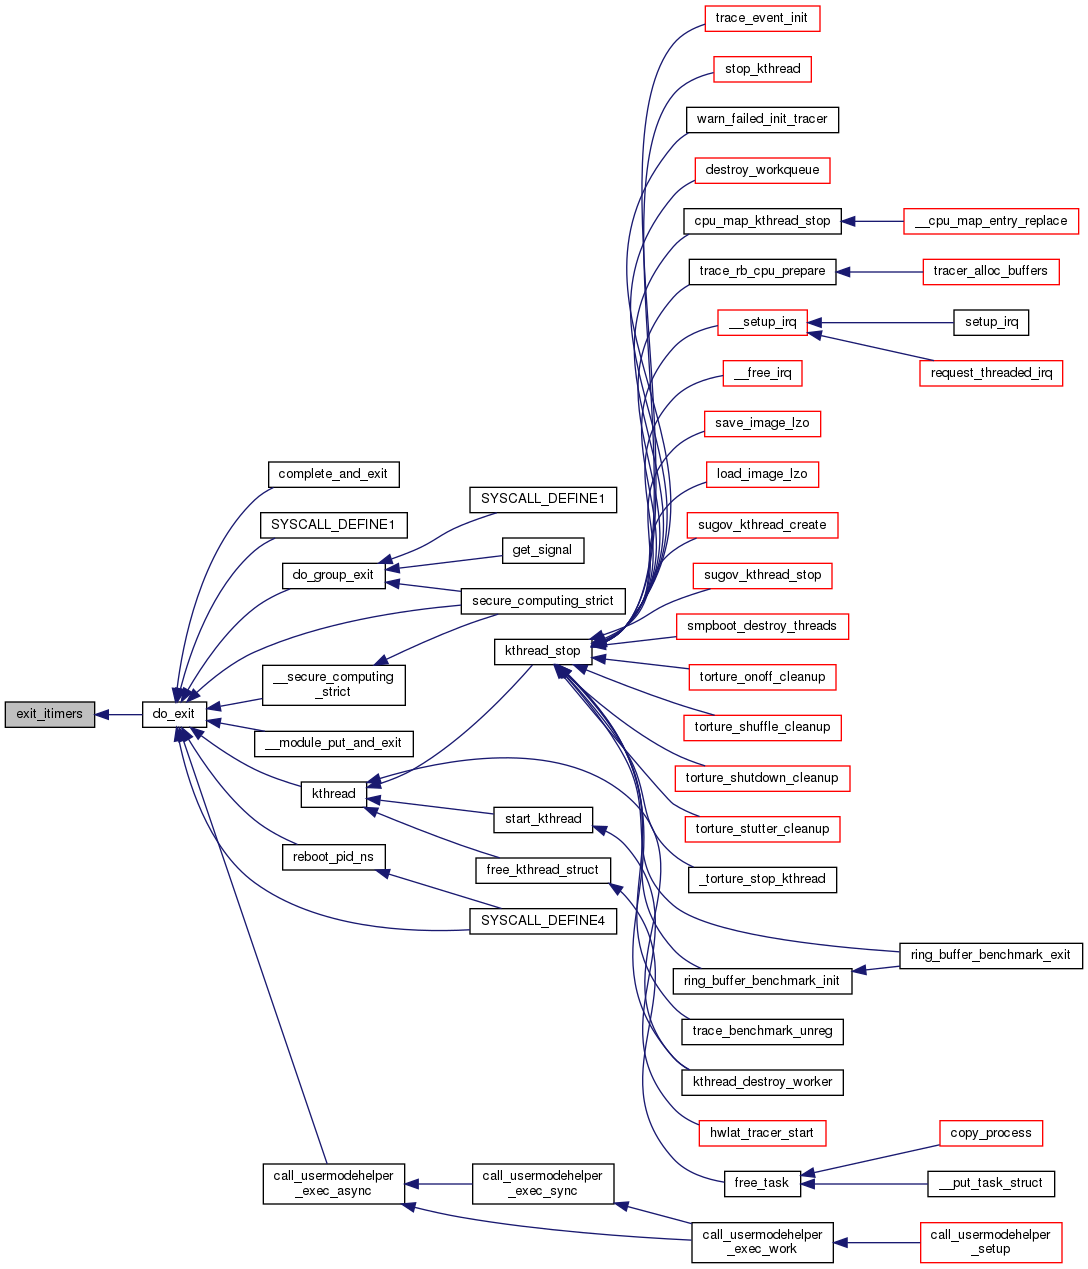 trace_event_init
stop_kthread
warn_failed_init_tracer
destroy_workqueue
cpu_map_kthread_stop
__cpu_map_entry_replace
trace_rb_cpu_prepare
tracer_alloc_buffers
__setup_irq
setup_irq
__free_irq
request_threaded_irq
save_image_lzo
complete_and_exit
load_image_lzo
SYSCALL_DEFINE1
SYSCALL_DEFINE1
sugov_kthread_create
get_signal
do_group_exit
sugov_kthread_stop
secure_computing_strict
smpboot_destroy_threads
kthread_stop
__secure_computing
_strict
torture_onoff_cleanup
exit_itimers
do_exit
torture_shuffle_cleanup
__module_put_and_exit
torture_shutdown_cleanup
kthread
start_kthread
torture_stutter_cleanup
reboot_pid_ns
free_kthread_struct
_torture_stop_kthread
SYSCALL_DEFINE4
ring_buffer_benchmark_exit
ring_buffer_benchmark_init
trace_benchmark_unreg
kthread_destroy_worker
hwlat_tracer_start
copy_process
call_usermodehelper
_exec_async
call_usermodehelper
_exec_sync
free_task
__put_task_struct
call_usermodehelper
_exec_work
call_usermodehelper
_setup